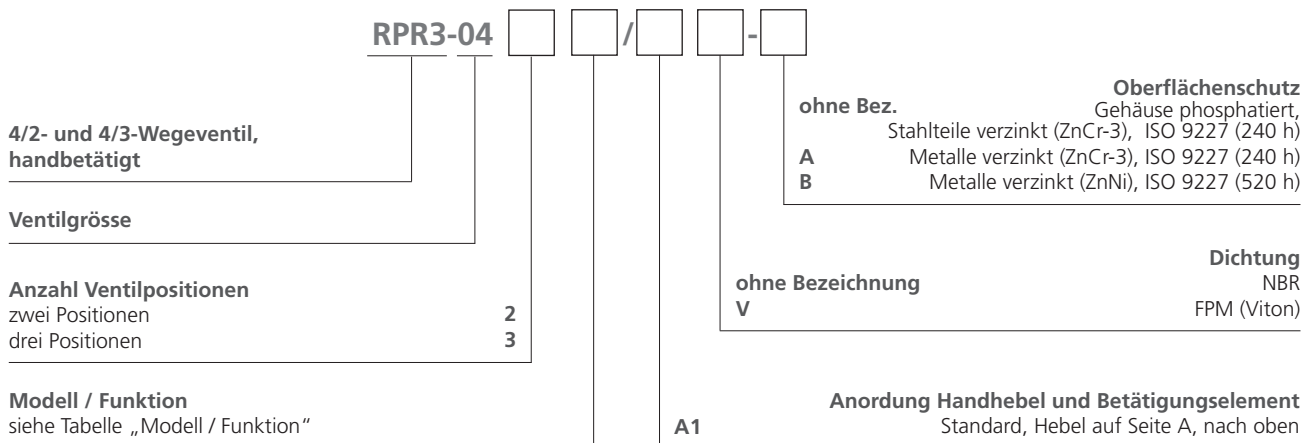 RPR3-04 / -
4/2- und 4/3-Wegeventil,
handbetätigt
Ventilgrösse
Anzahl Ventilpositionen
zwei Positionen 2
drei Positionen 3
Modell / Funktion
siehe Tabelle „Modell / Funktion“
Oberflächenschutz
ohne Bez. Gehäuse phosphatiert,
Stahlteile verzinkt (ZnCr-3), ISO 9227 (240 h)
A Metalle verzinkt (ZnCr-3), ISO 9227 (240 h)
B Metalle verzinkt (ZnNi), ISO 9227 (520 h)
Dichtung
ohne Bezeichnung NBR
V FPM (Viton)
Anordung Handhebel und Betätigungselement
A1 Standard, Hebel auf Seite A, nach oben